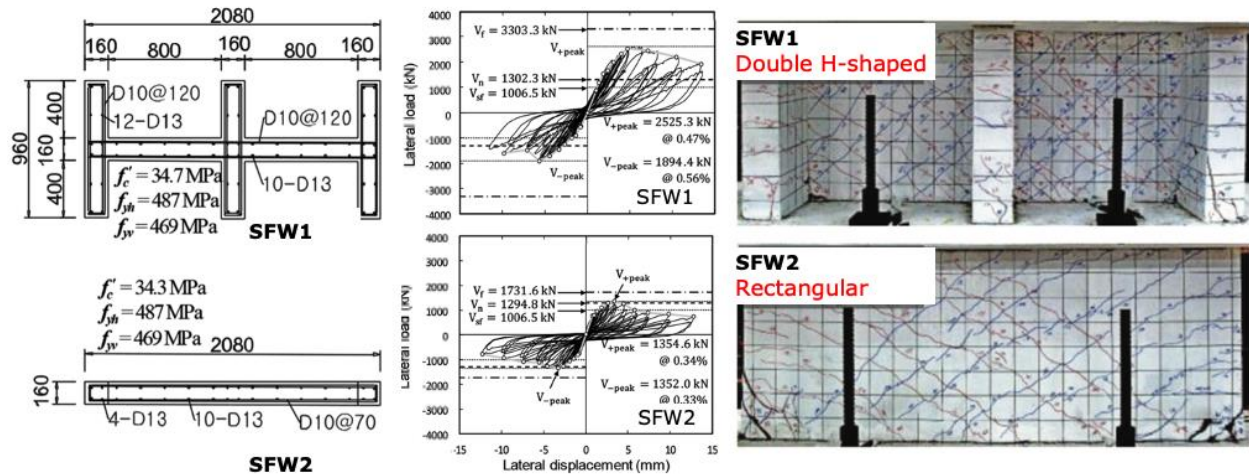 2080
160
800
160
800
160
D10@120
12-D13
D10@120
400
160
400
960
10-D13
f'c = 34.7 MPa
fyh = 487 MPa
fyv = 469 MPa
SFW1
f'c = 34.3 MPa
fyh = 487 MPa
fyv = 469 MPa
2080
160
4-D13
10-D13
D10@70
SFW2
Lateral load (kN)
4000
3000
2000
1000
0
-1000
-2000
-3000
-4000
Vf = 3303.3 kN
V+peak
Vn = 1302.3 kN
Vsf = 1006.5 kN
V+peak = 2525.3 kN
@ 0.47%
V-peak = 1894.4 kN
@ 0.56%
V-peak
SFW1
Lateral load (KN)
4000
3000
2000
1000
0
-1000
-2000
-3000
4000
V+peak
Vf = 1731.6 kN
Vn = 1294.8 kN
Vsf = 1006.5 kN
V+peak = 1354.6 kN
@ 0.34%
V-peak = 1352.0 kN
@ 0.33%
V-peak
SFW2
-15 -10 -5 0 5 10 15
Lateral displacement (mm)
SFW1
Double H-shaped
SFW2
Rectangular